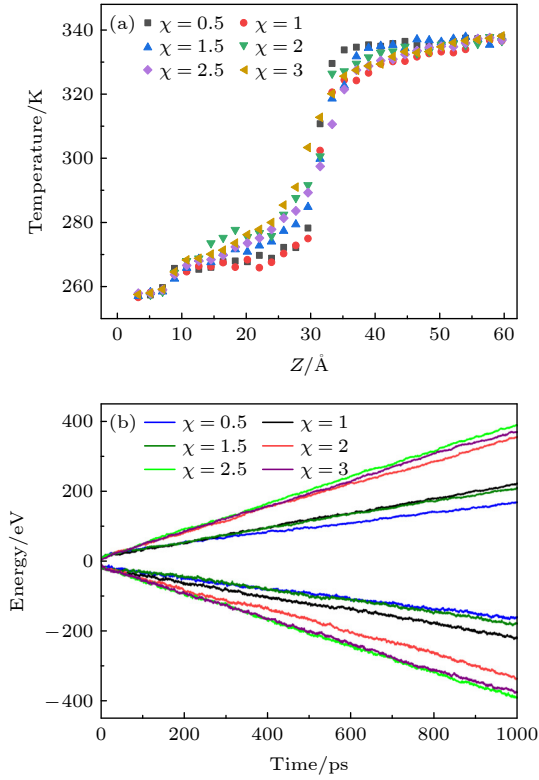 (a)
χ = 0.5
χ = 1
χ = 1.5
χ = 2
χ = 2.5
χ = 3
340
320
300
280
260
Temperature/K
0
10
20
30
40
50
60
Z/Å
(b)
χ = 0.5
χ = 1
χ = 1.5
χ = 2
χ = 2.5
χ = 3
400
200
0
−200
−400
Energy/eV
0
200
400
600
800
1000
Time/ps